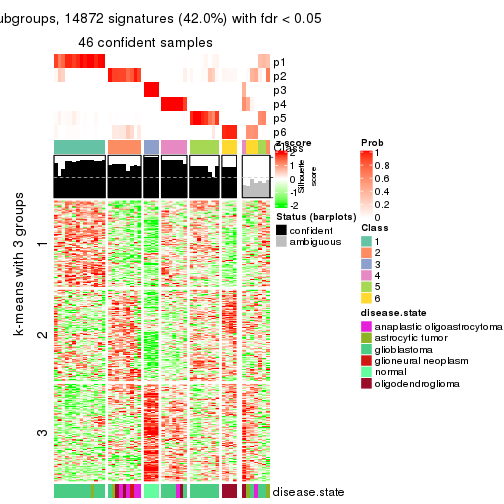 ubgroups, 14872 signatures (42.0%) with fdr < 0.05
46 confident samples
p1
p2
p3
p4
p5
p6
Class
z-score
2
1
0
-1
-2
Silhouette
score
Prob
1
0.8
0.6
0.4
0.2
0
Status (barplots)
confident
ambiguous
Class
1
2
3
4
5
6
disease.state
anaplastic oligoastrocytoma
astrocytic tumor
glioblastoma
glioneural neoplasm
normal
oligodendroglioma
k-means with 3 groups
1
2
3
disease.state